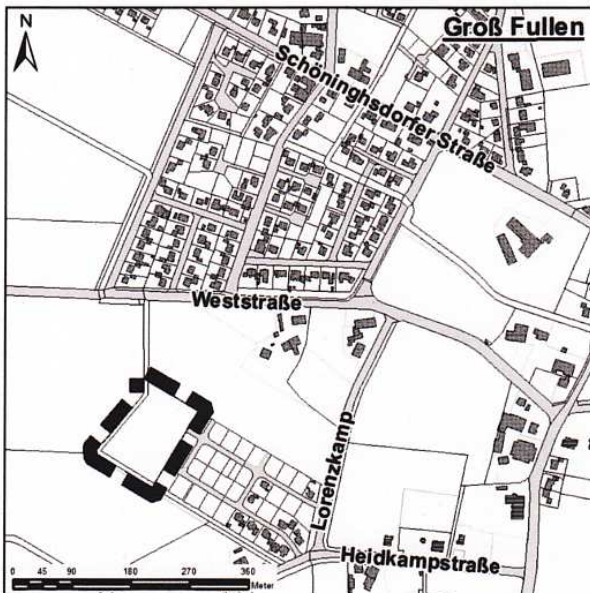 Groß Fullen
N
Schöninghsdorfer Straße
Weststraße
Lorenzkamp
Heidkampstraße
0 45 90 180 270 360
Meter